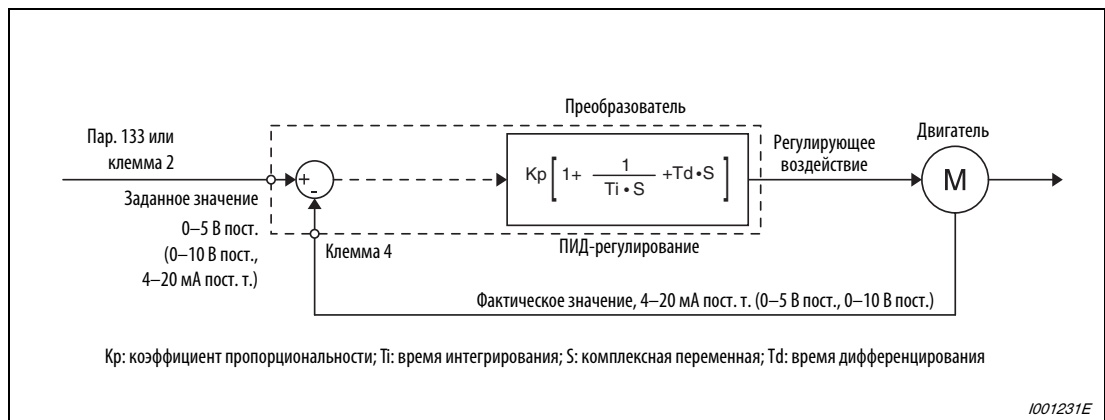 Преобразователь
Пар. 133 или
клемма 2
Заданное значение
0–5 В пост.
(0–10 В пост.,
4–20 мА пост. т.)
+
-
Клемма 4
Kp [ 1+ 1 / Ti • S +Td•S ]
ПИД-регулирование
Регулирующее
воздействие
Двигатель
M
Фактическое значение, 4–20 мА пост. т. (0–5 В пост., 0–10 В пост.)
Kp: коэффициент пропорциональности; Ti: время интегрирования; S: комплексная переменная; Td: время дифференцирования
I001231E